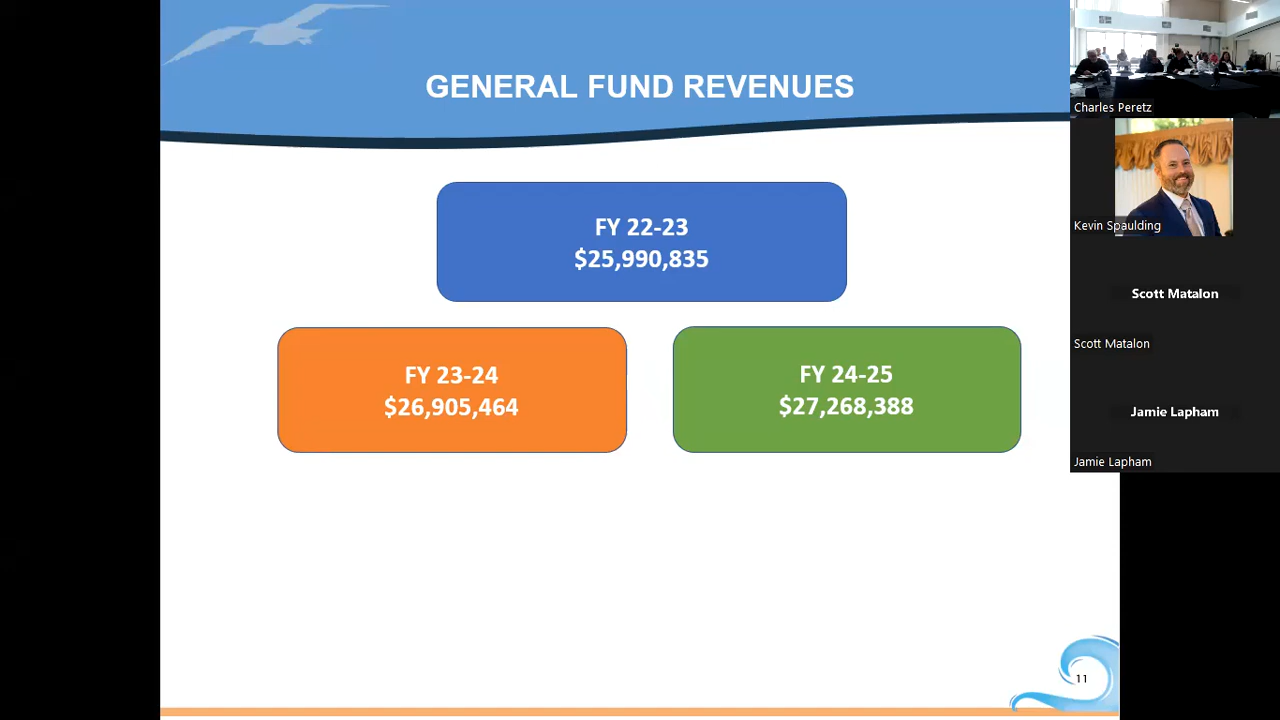 GENERAL FUND REVENUES
FY 22-23
$25,990,835
FY 23-24
$26,905,464
FY 24-25
$27,268,388
11
Charles Peretz
Kevin Spaulding
Scott Matalon
Scott Matalon
Jamie Lapham
Jamie Lapham